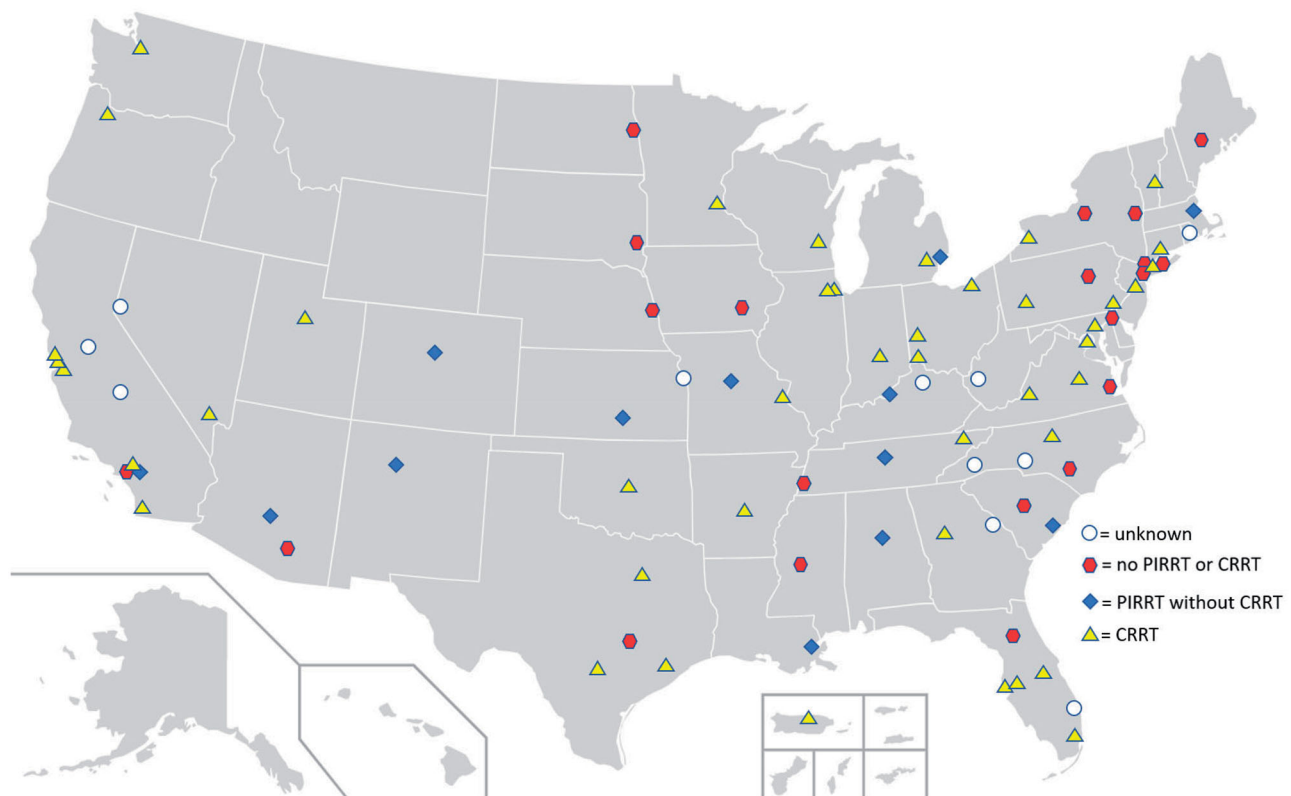 = unknown
= no PIRRT or CRRT
= PIRRT without CRRT
= CRRT